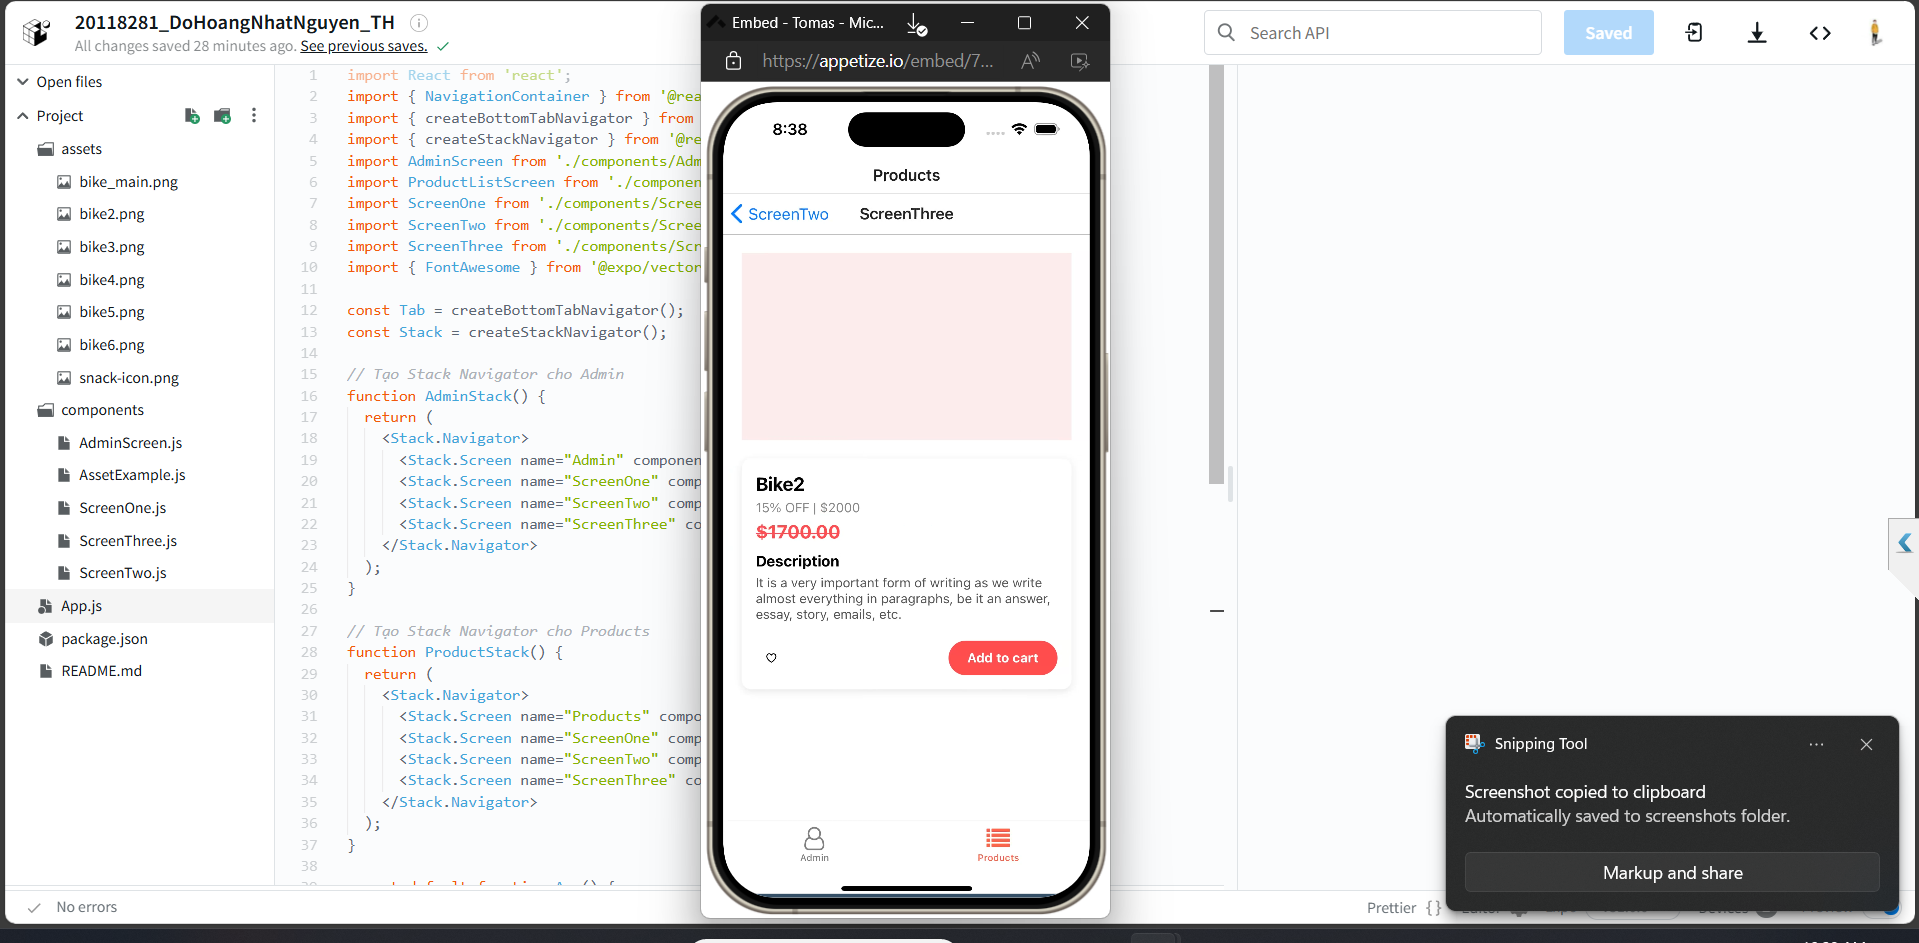 20118281_DoHoangNhatNguyen_TH
All changes saved 28 minutes ago. See previous saves.
Open files
Project
assets
bike_main.png
bike2.png
bike3.png
bike4.png
bike5.png
bike6.png
snack-icon.png
components
AdminScreen.js
AssetExample.js
ScreenOne.js
ScreenThree.js
ScreenTwo.js
App.js
package.json
README.md
No errors
1 import React from 'react';
2 import { NavigationContainer } from '@rea
3 import { createBottomTabNavigator } from
4 import { createStackNavigator } from '@re
5 import AdminScreen from './components/Adm
6 import ProductListScreen from './componen
7 import ScreenOne from './components/Scree
8 import ScreenTwo from './components/Scree
9 import ScreenThree from './components/Scr
10 import { FontAwesome } from '@expo/vector
11
12 const Tab = createBottomTabNavigator();
13 const Stack = createStackNavigator();
14
15 // Tạo Stack Navigator cho Admin
16 function AdminStack() {
17 return (
18 <Stack.Navigator>
19 <Stack.Screen name="Admin" componen
20 <Stack.Screen name="ScreenOne" comp
21 <Stack.Screen name="ScreenTwo" comp
22 <Stack.Screen name="ScreenThree" co
23 </Stack.Navigator>
24 );
25 }
26
27 // Tạo Stack Navigator cho Products
28 function ProductStack() {
29 return (
30 <Stack.Navigator>
31 <Stack.Screen name="Products" compo
32 <Stack.Screen name="ScreenOne" comp
33 <Stack.Screen name="ScreenTwo" comp
34 <Stack.Screen name="ScreenThree" co
35 </Stack.Navigator>
36 );
37 }
38
Embed - Tomas - Mic...
https://appetize.io/embed/7...
8:38
Products
ScreenTwo ScreenThree
Bike2
15% OFF | $2000
$1700.00
Description
It is a very important form of writing as we write
almost everything in paragraphs, be it an answer,
essay, story, emails, etc.
Add to cart
Admin
Products
Search API
Saved
Snipping Tool
Screenshot copied to clipboard
Automatically saved to screenshots folder.
Markup and share
Prettier {}